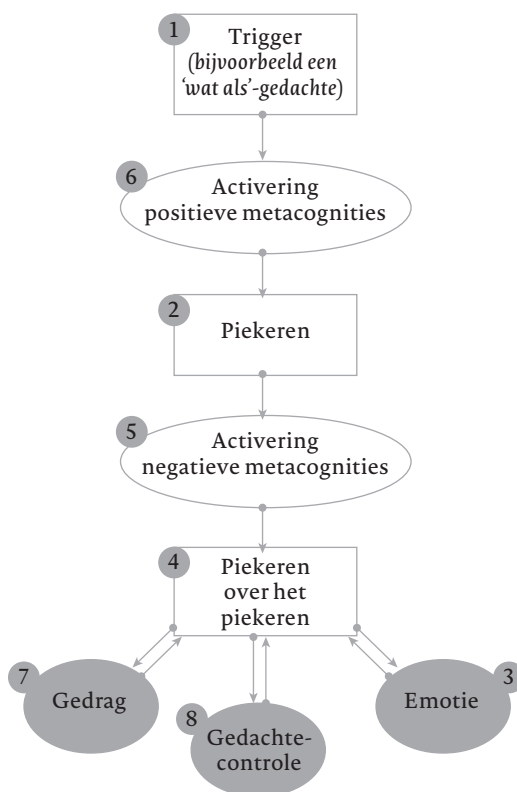 1
Trigger
(bijvoorbeeld een
‘wat als’-gedachte)
6
Activering
positieve metacognities
2
Piekeren
5
Activering
negatieve metacognities
4
Piekeren
over het
piekeren
7
Gedrag
8
Gedachte-
controle
3
Emotie